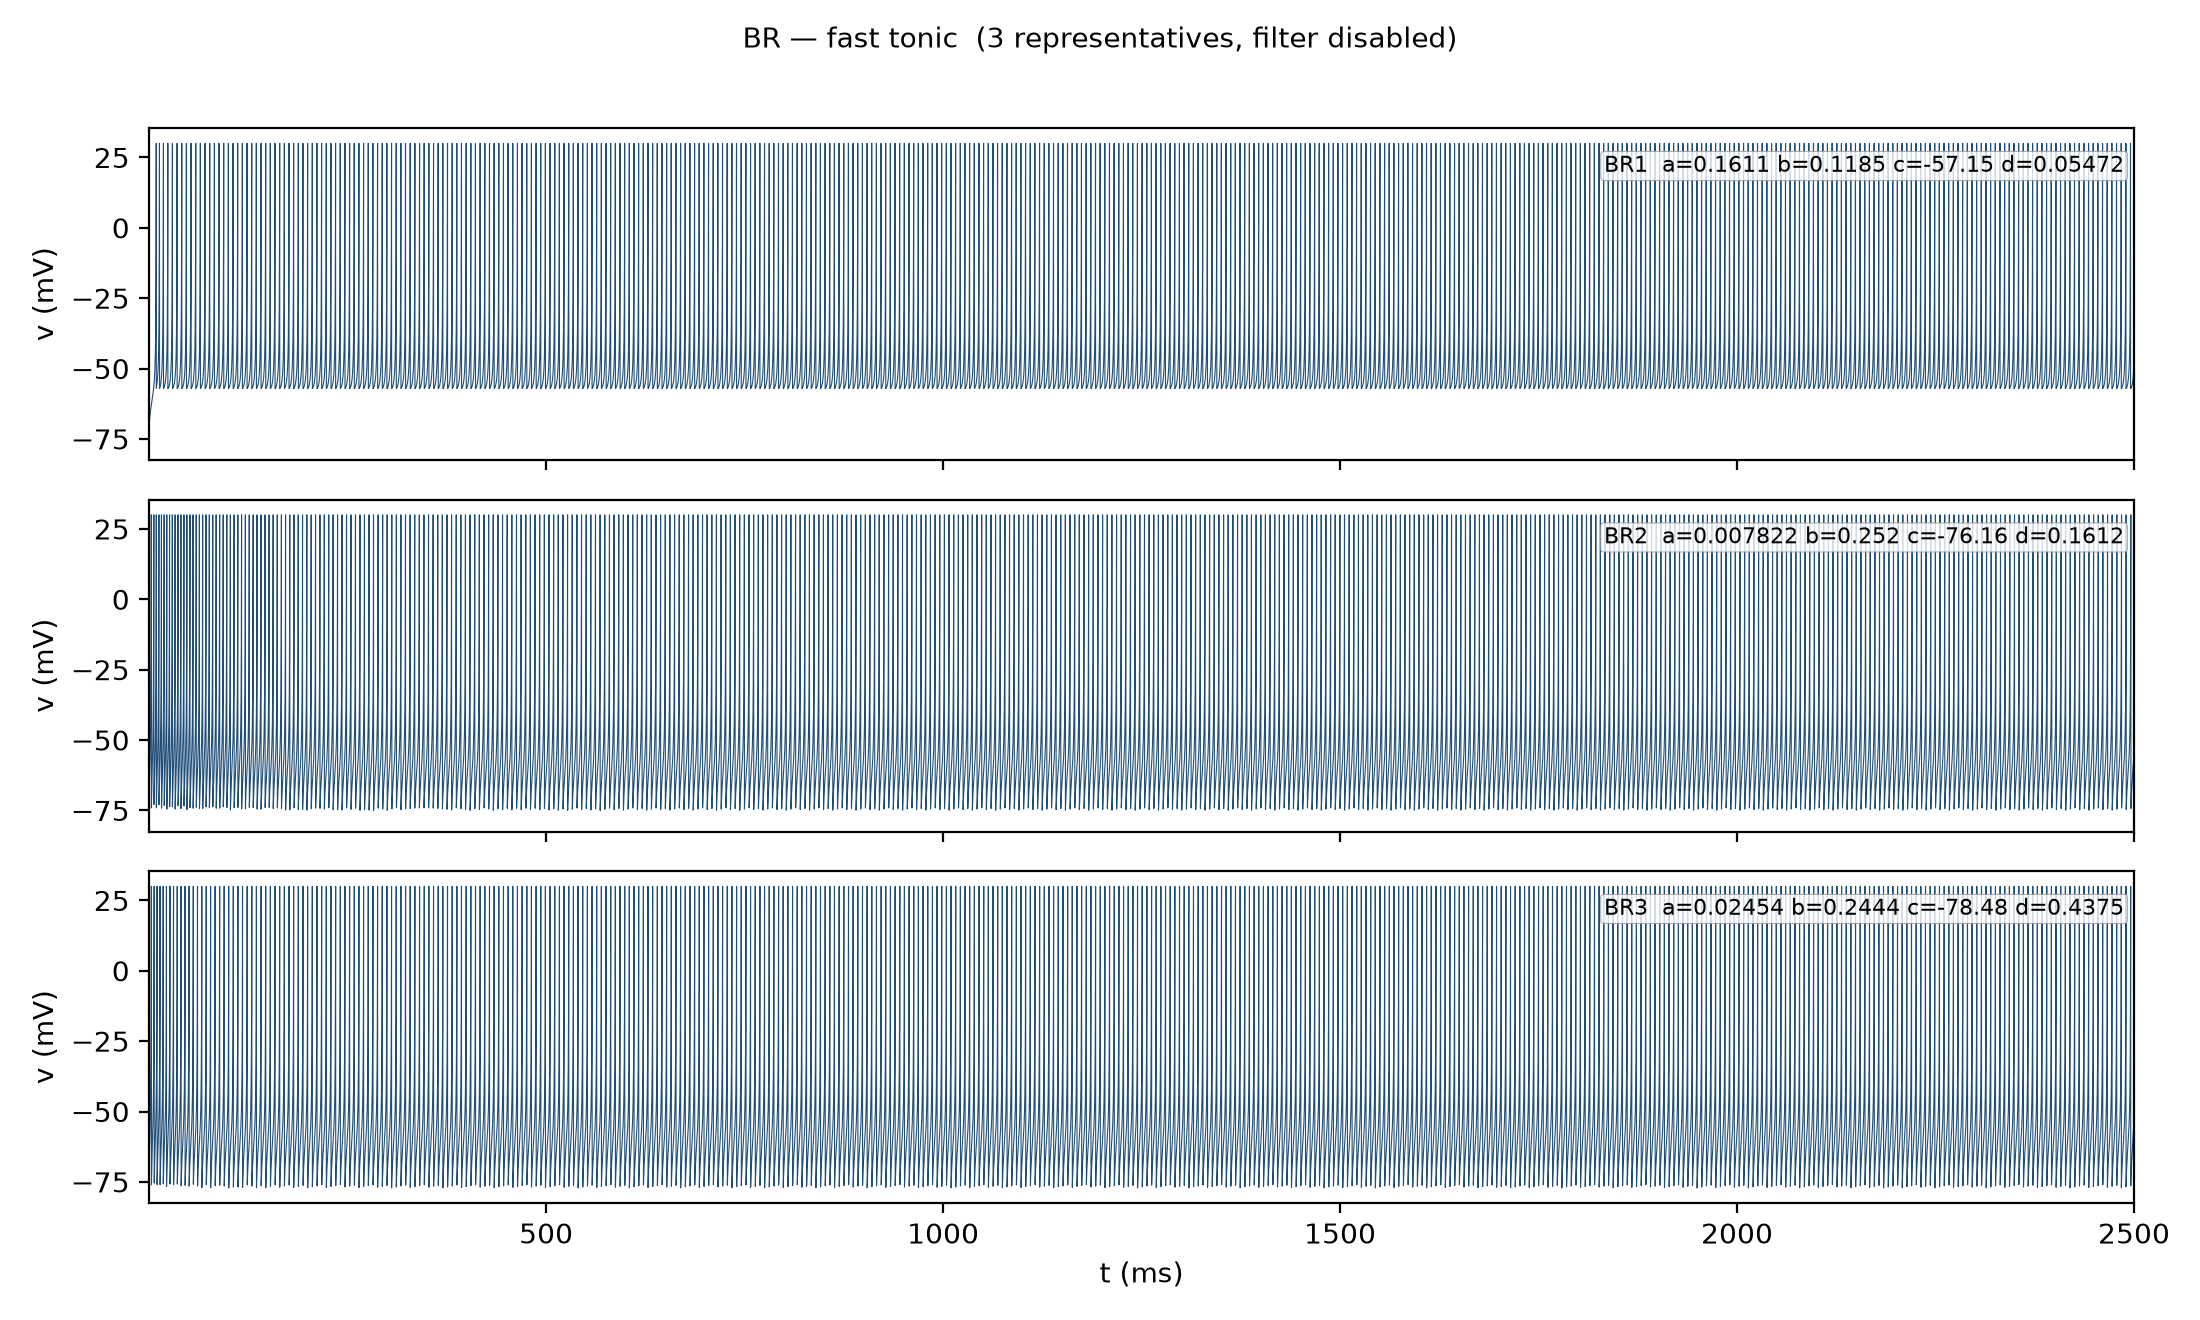 BR — fast tonic  (3 representatives, filter disabled)
25
0
−25
−50
−75
v (mV)
BR1  a=0.1611 b=0.1185 c=-57.15 d=0.05472
25
0
−25
−50
−75
v (mV)
BR2  a=0.007822 b=0.252 c=-76.16 d=0.1612
25
0
−25
−50
−75
v (mV)
BR3  a=0.02454 b=0.2444 c=-78.48 d=0.4375
500 1000 1500 2000 2500
t (ms)